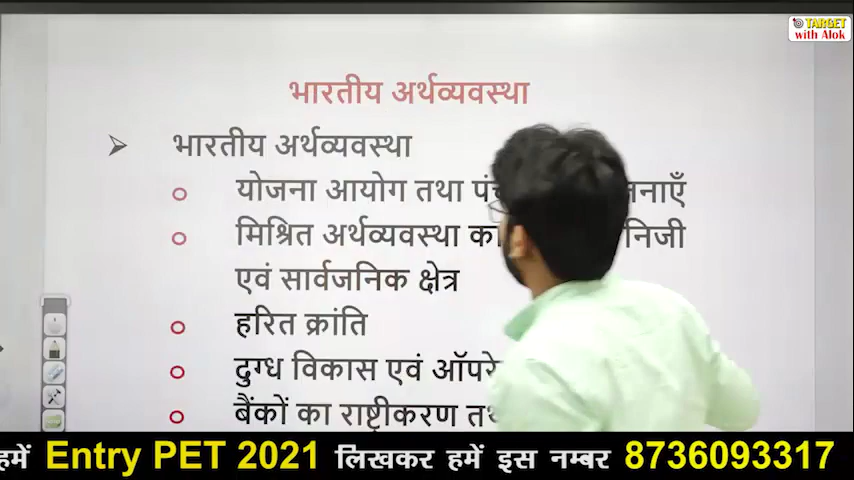 TARGET
with Alok
भारतीय अर्थव्यवस्था
भारतीय अर्थव्यवस्था
योजना आयोग तथा
मिश्रित अर्थव्यवस्था का निजी
एवं सार्वजनिक क्षेत्र
हरित क्रांति
दुग्ध विकास एवं
बैंकों का राष्ट्रीकरण
हमें Entry PET 2021 लिखकर हमें इस नम्बर 8736093317